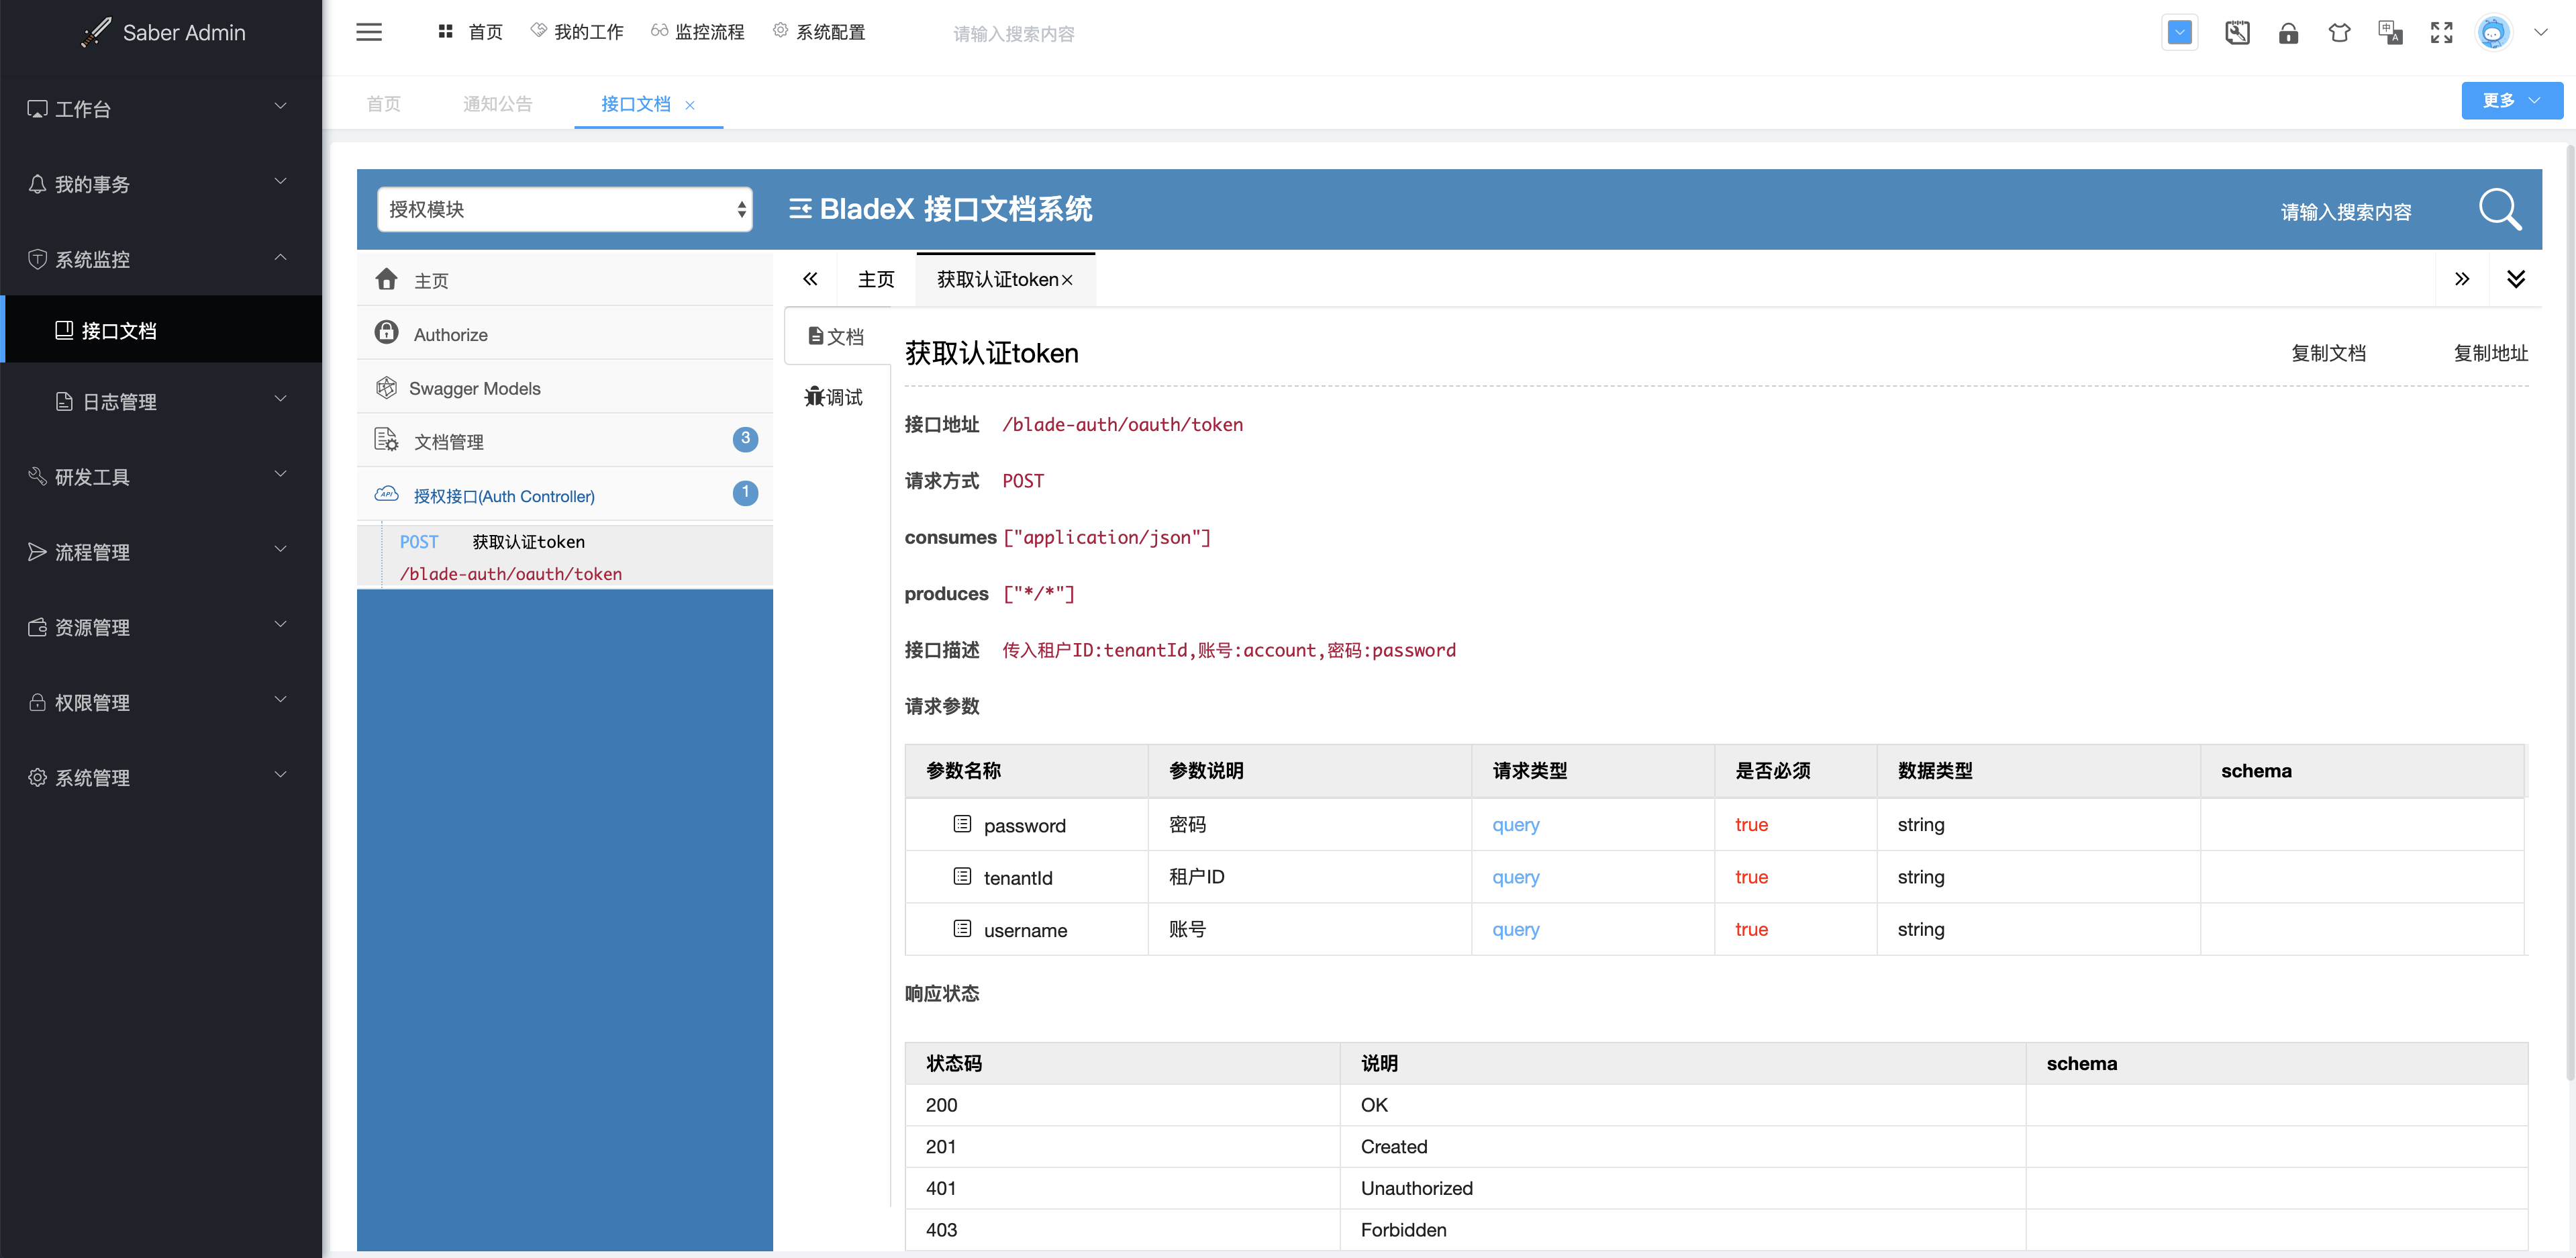 Saber Admin
首页 我的工作 监控流程 系统配置 请输入搜索内容
首页 通知公告 接口文档 更多
工作台
我的事务
系统监控
接口文档
日志管理
研发工具
流程管理
资源管理
权限管理
系统管理
授权模块 BladeX 接口文档系统 请输入搜索内容
主页
Authorize
Swagger Models
文档管理 3
授权接口(Auth Controller) 1
POST 获取认证token
/blade-auth/oauth/token
主页 获取认证token
文档
调试
获取认证token 复制文档 复制地址
接口地址 /blade-auth/oauth/token
请求方式 POST
consumes ["application/json"]
produces ["*/*"]
接口描述 传入租户ID:tenantId,账号:account,密码:password
请求参数
参数名称 参数说明 请求类型 是否必须 数据类型 schema
password 密码 query true string
tenantId 租户ID query true string
username 账号 query true string
响应状态
状态码 说明 schema
200 OK
201 Created
401 Unauthorized
403 Forbidden